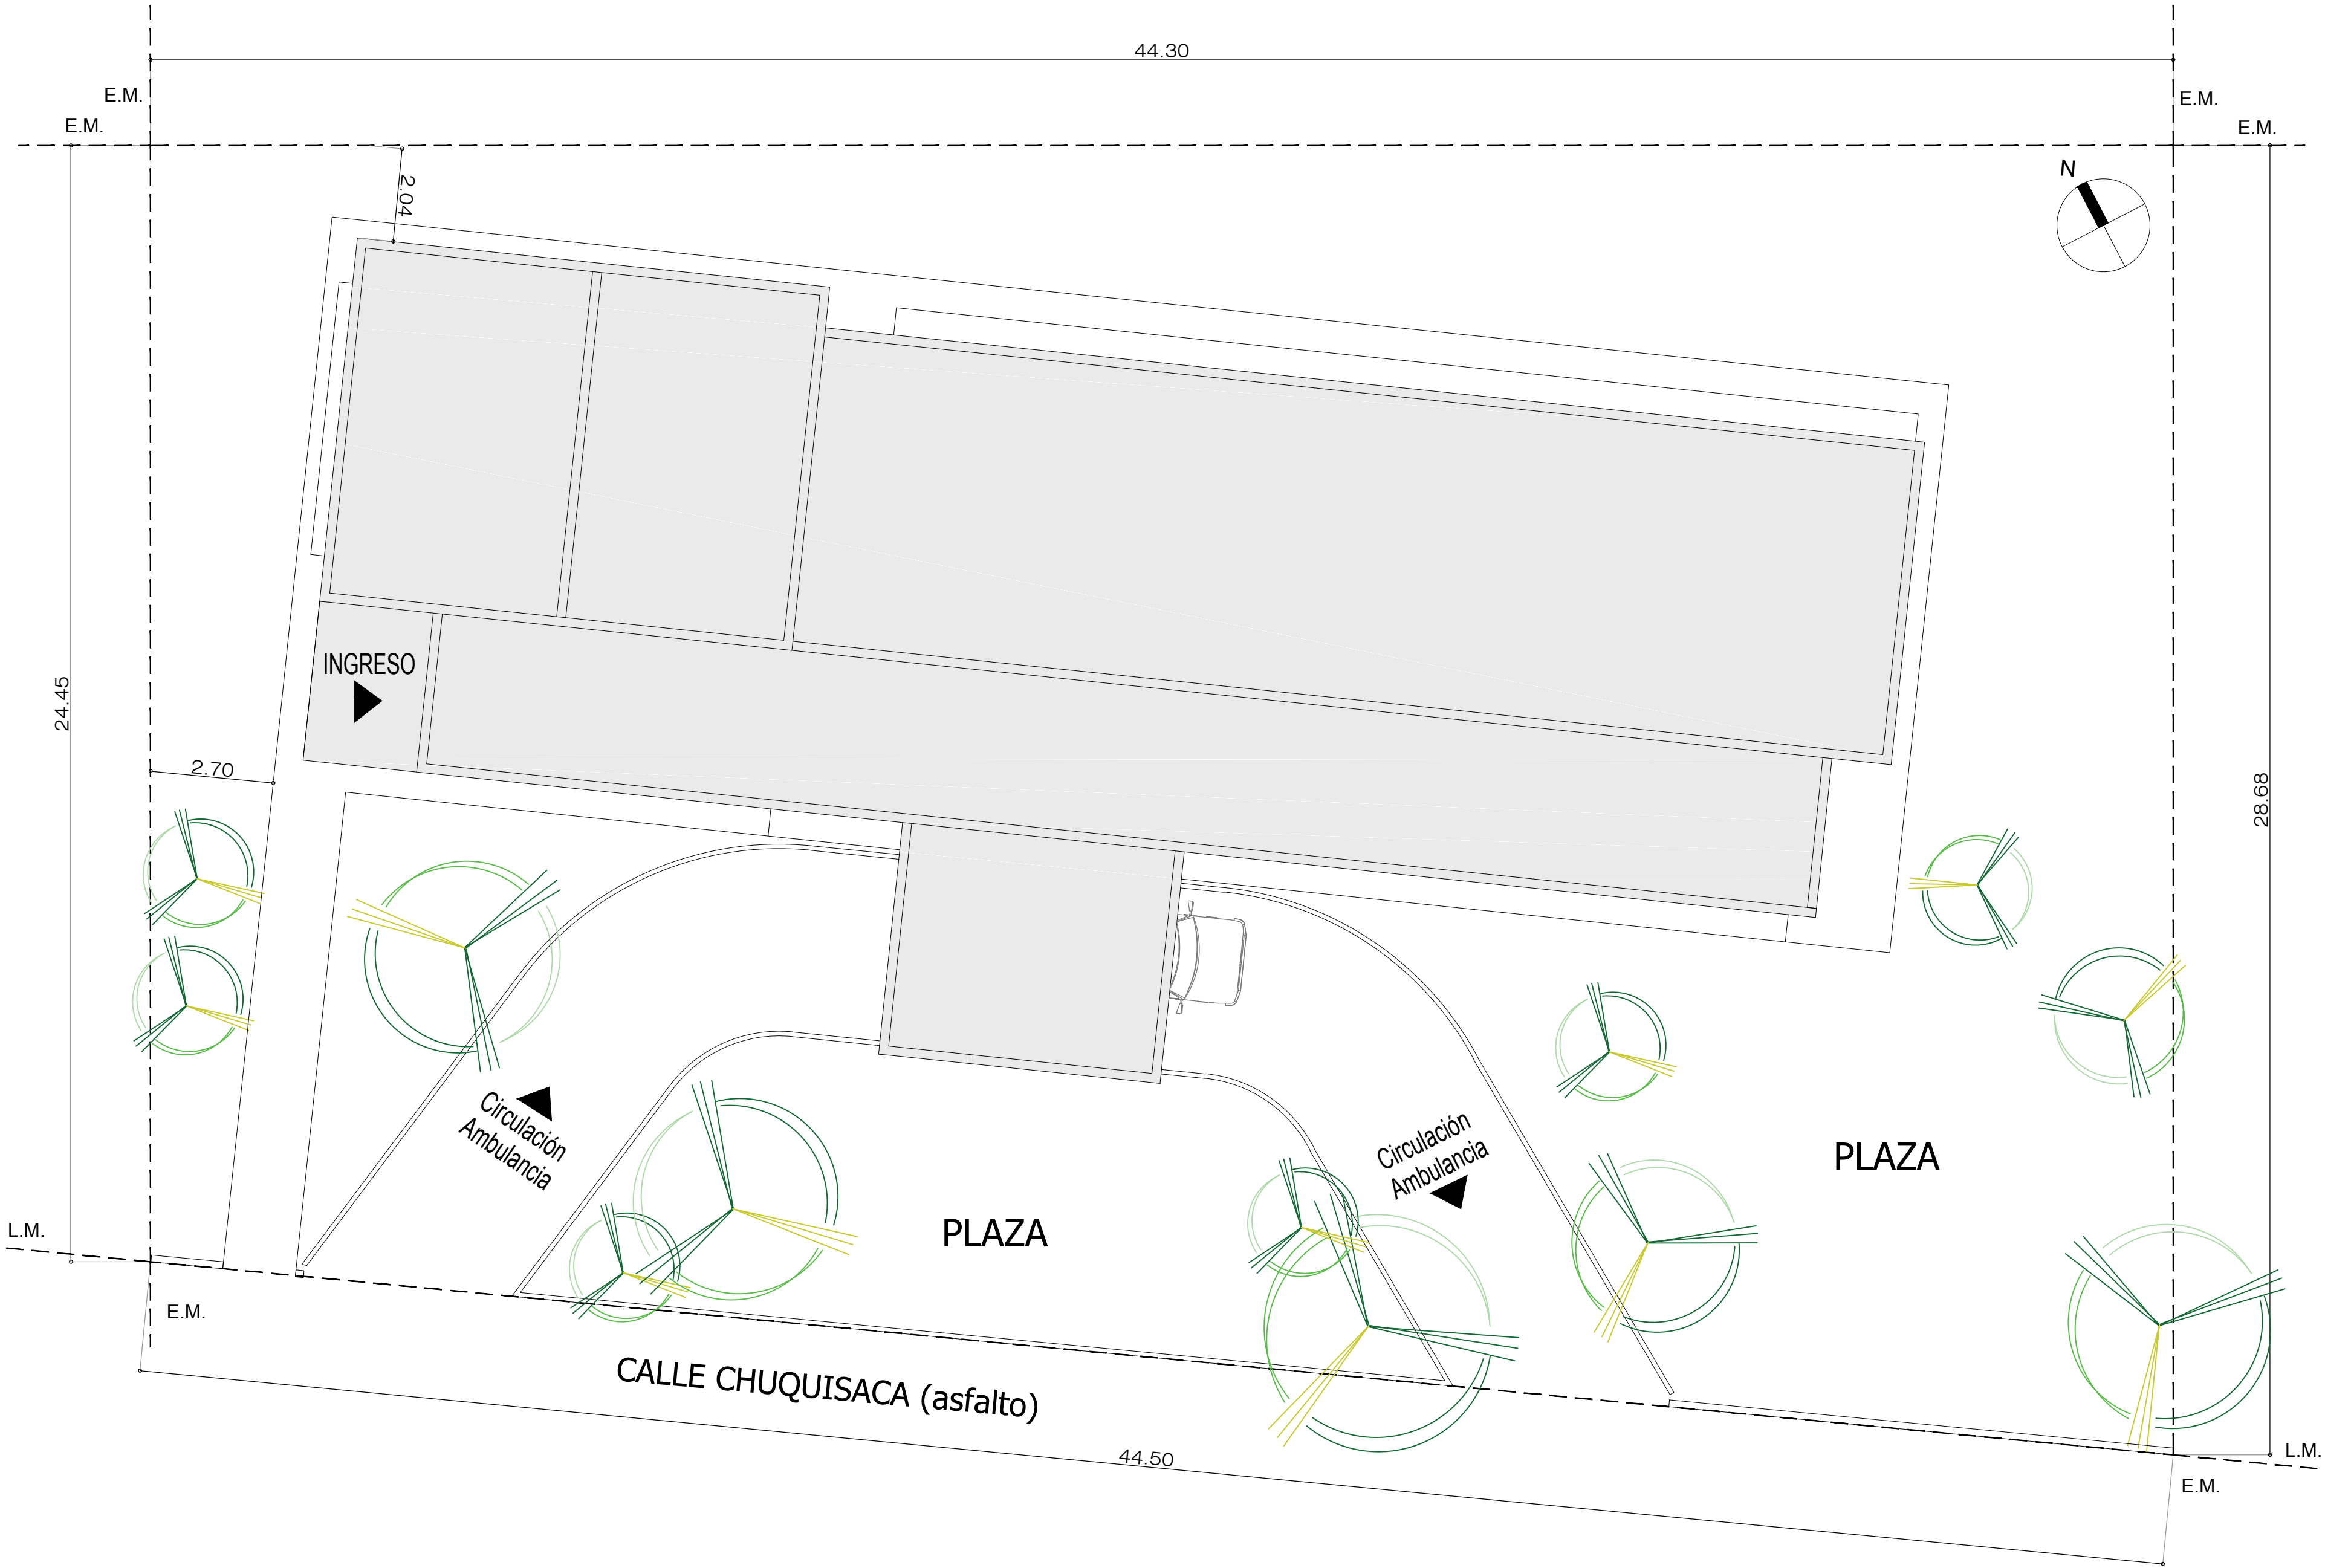 44.30
E.M.
E.M.
E.M.
E.M.
N
2.04
INGRESO
24.45
2.70
28.68
Circulación
Ambulancia
Circulación
Ambulancia
PLAZA
PLAZA
L.M.
E.M.
CALLE CHUQUISACA (asfalto)
44.50
L.M.
E.M.